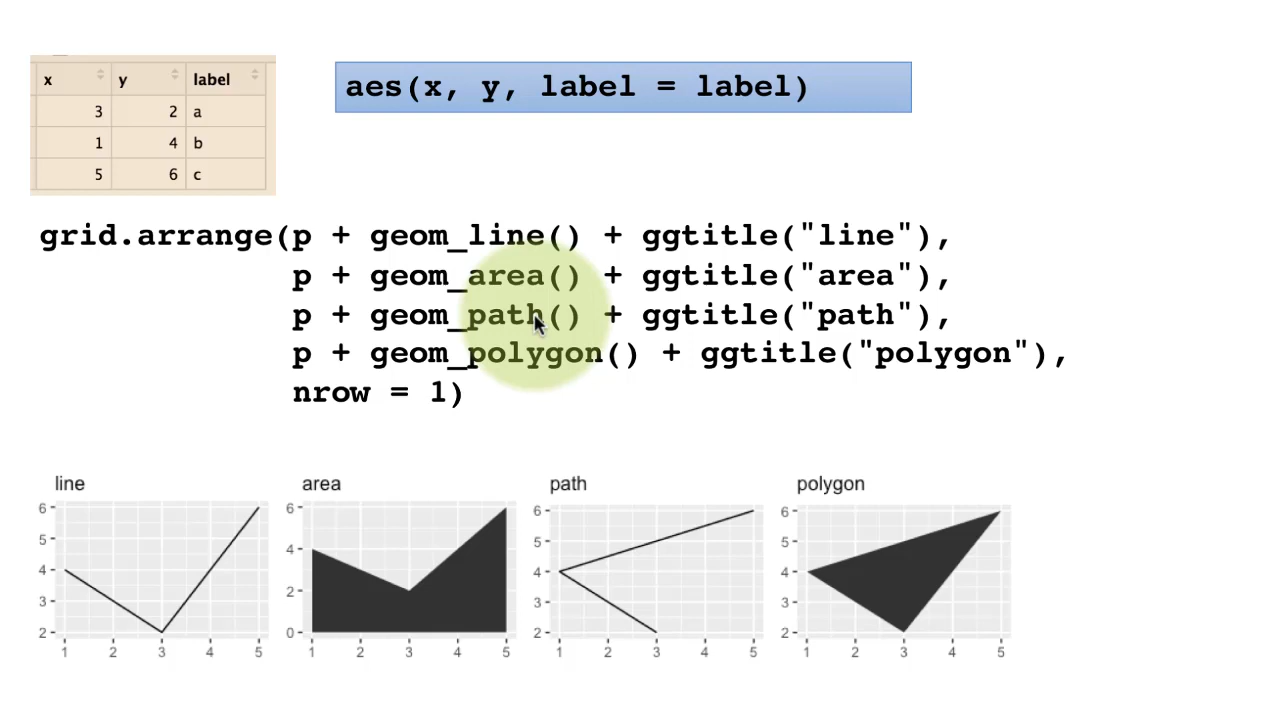 x y label
3 2 a
1 4 b
5 6 c
aes(x, y, label = label)
grid.arrange(p + geom_line() + ggtitle("line"),
p + geom_area() + ggtitle("area"),
p + geom_path() + ggtitle("path"),
p + geom_polygon() + ggtitle("polygon"),
nrow = 1)
line
6
5
4
3
2
1 2 3 4 5
area
6
4
2
0
1 2 3 4 5
path
6
5
4
3
2
1 2 3 4 5
polygon
6
5
4
3
2
1 2 3 4 5